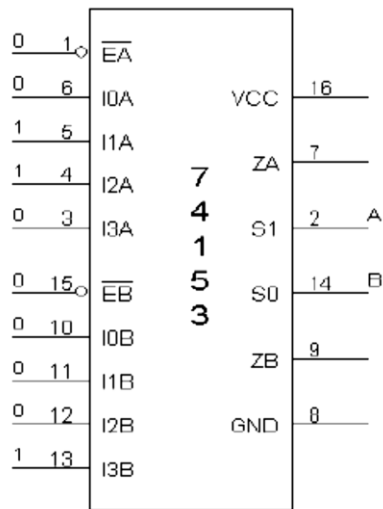 0 1 EA
0 6 I0A VCC 16
1 5 I1A
ZA 7
1 4 I2A
0 3 I3A S1 2 A
7
4
1
5
3
0 15 EB S0 14 B
0 10 I0B
ZB 9
0 11 I1B
0 12 I2B GND 8
1 13 I3B